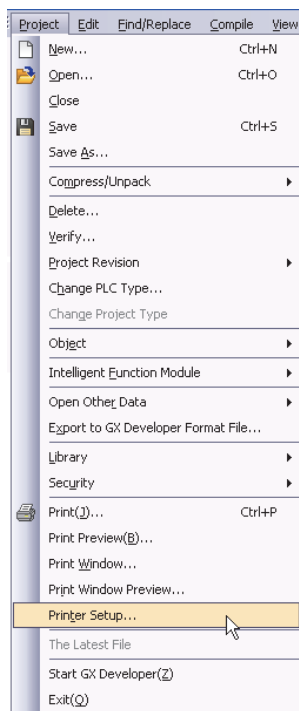 Project Edit Find/Replace Compile View
New... Ctrl+N
Open... Ctrl+O
Close
Save Ctrl+S
Save As...
Compress/Unpack
Delete...
Verify...
Project Revision
Change PLC Type...
Change Project Type
Object
Intelligent Function Module
Open Other Data
Export to GX Developer Format File...
Library
Security
Print(J)... Ctrl+P
Print Preview(B)...
Print Window...
Print Window Preview...
Printer Setup...
The Latest File
Start GX Developer(Z)
Exit(Q)